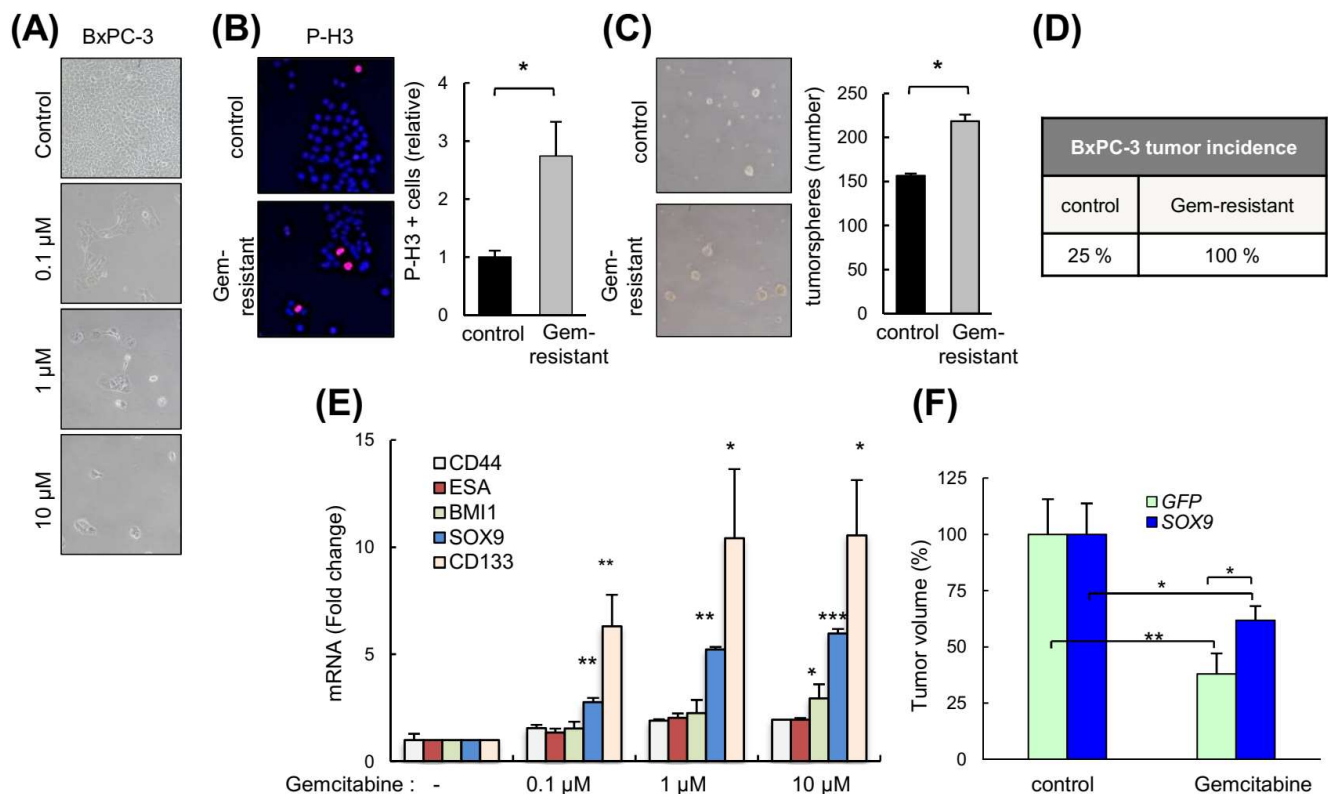 (A)
BxPC-3
Control
0.1 µM
1 µM
10 µM
(B)
P-H3
control
Gem-
resistant
P-H3 + cells (relative)
*
4
3
2
1
0
control
Gem-
resistant
(C)
control
Gem-
resistant
tumorspheres (number)
*
250
200
150
100
50
0
control
Gem-
resistant
(D)
BxPC-3 tumor incidence
control Gem-resistant
25 % 100 %
(E)
mRNA (Fold change)
15
10
5
0
CD44
ESA
BMI1
SOX9
CD133
** **
** *
* *** *
Gemcitabine : - 0.1 µM 1 µM 10 µM
(F)
Tumor volume (%)
125
100
75
50
25
0
GFP
SOX9
*
*
**
control Gemcitabine